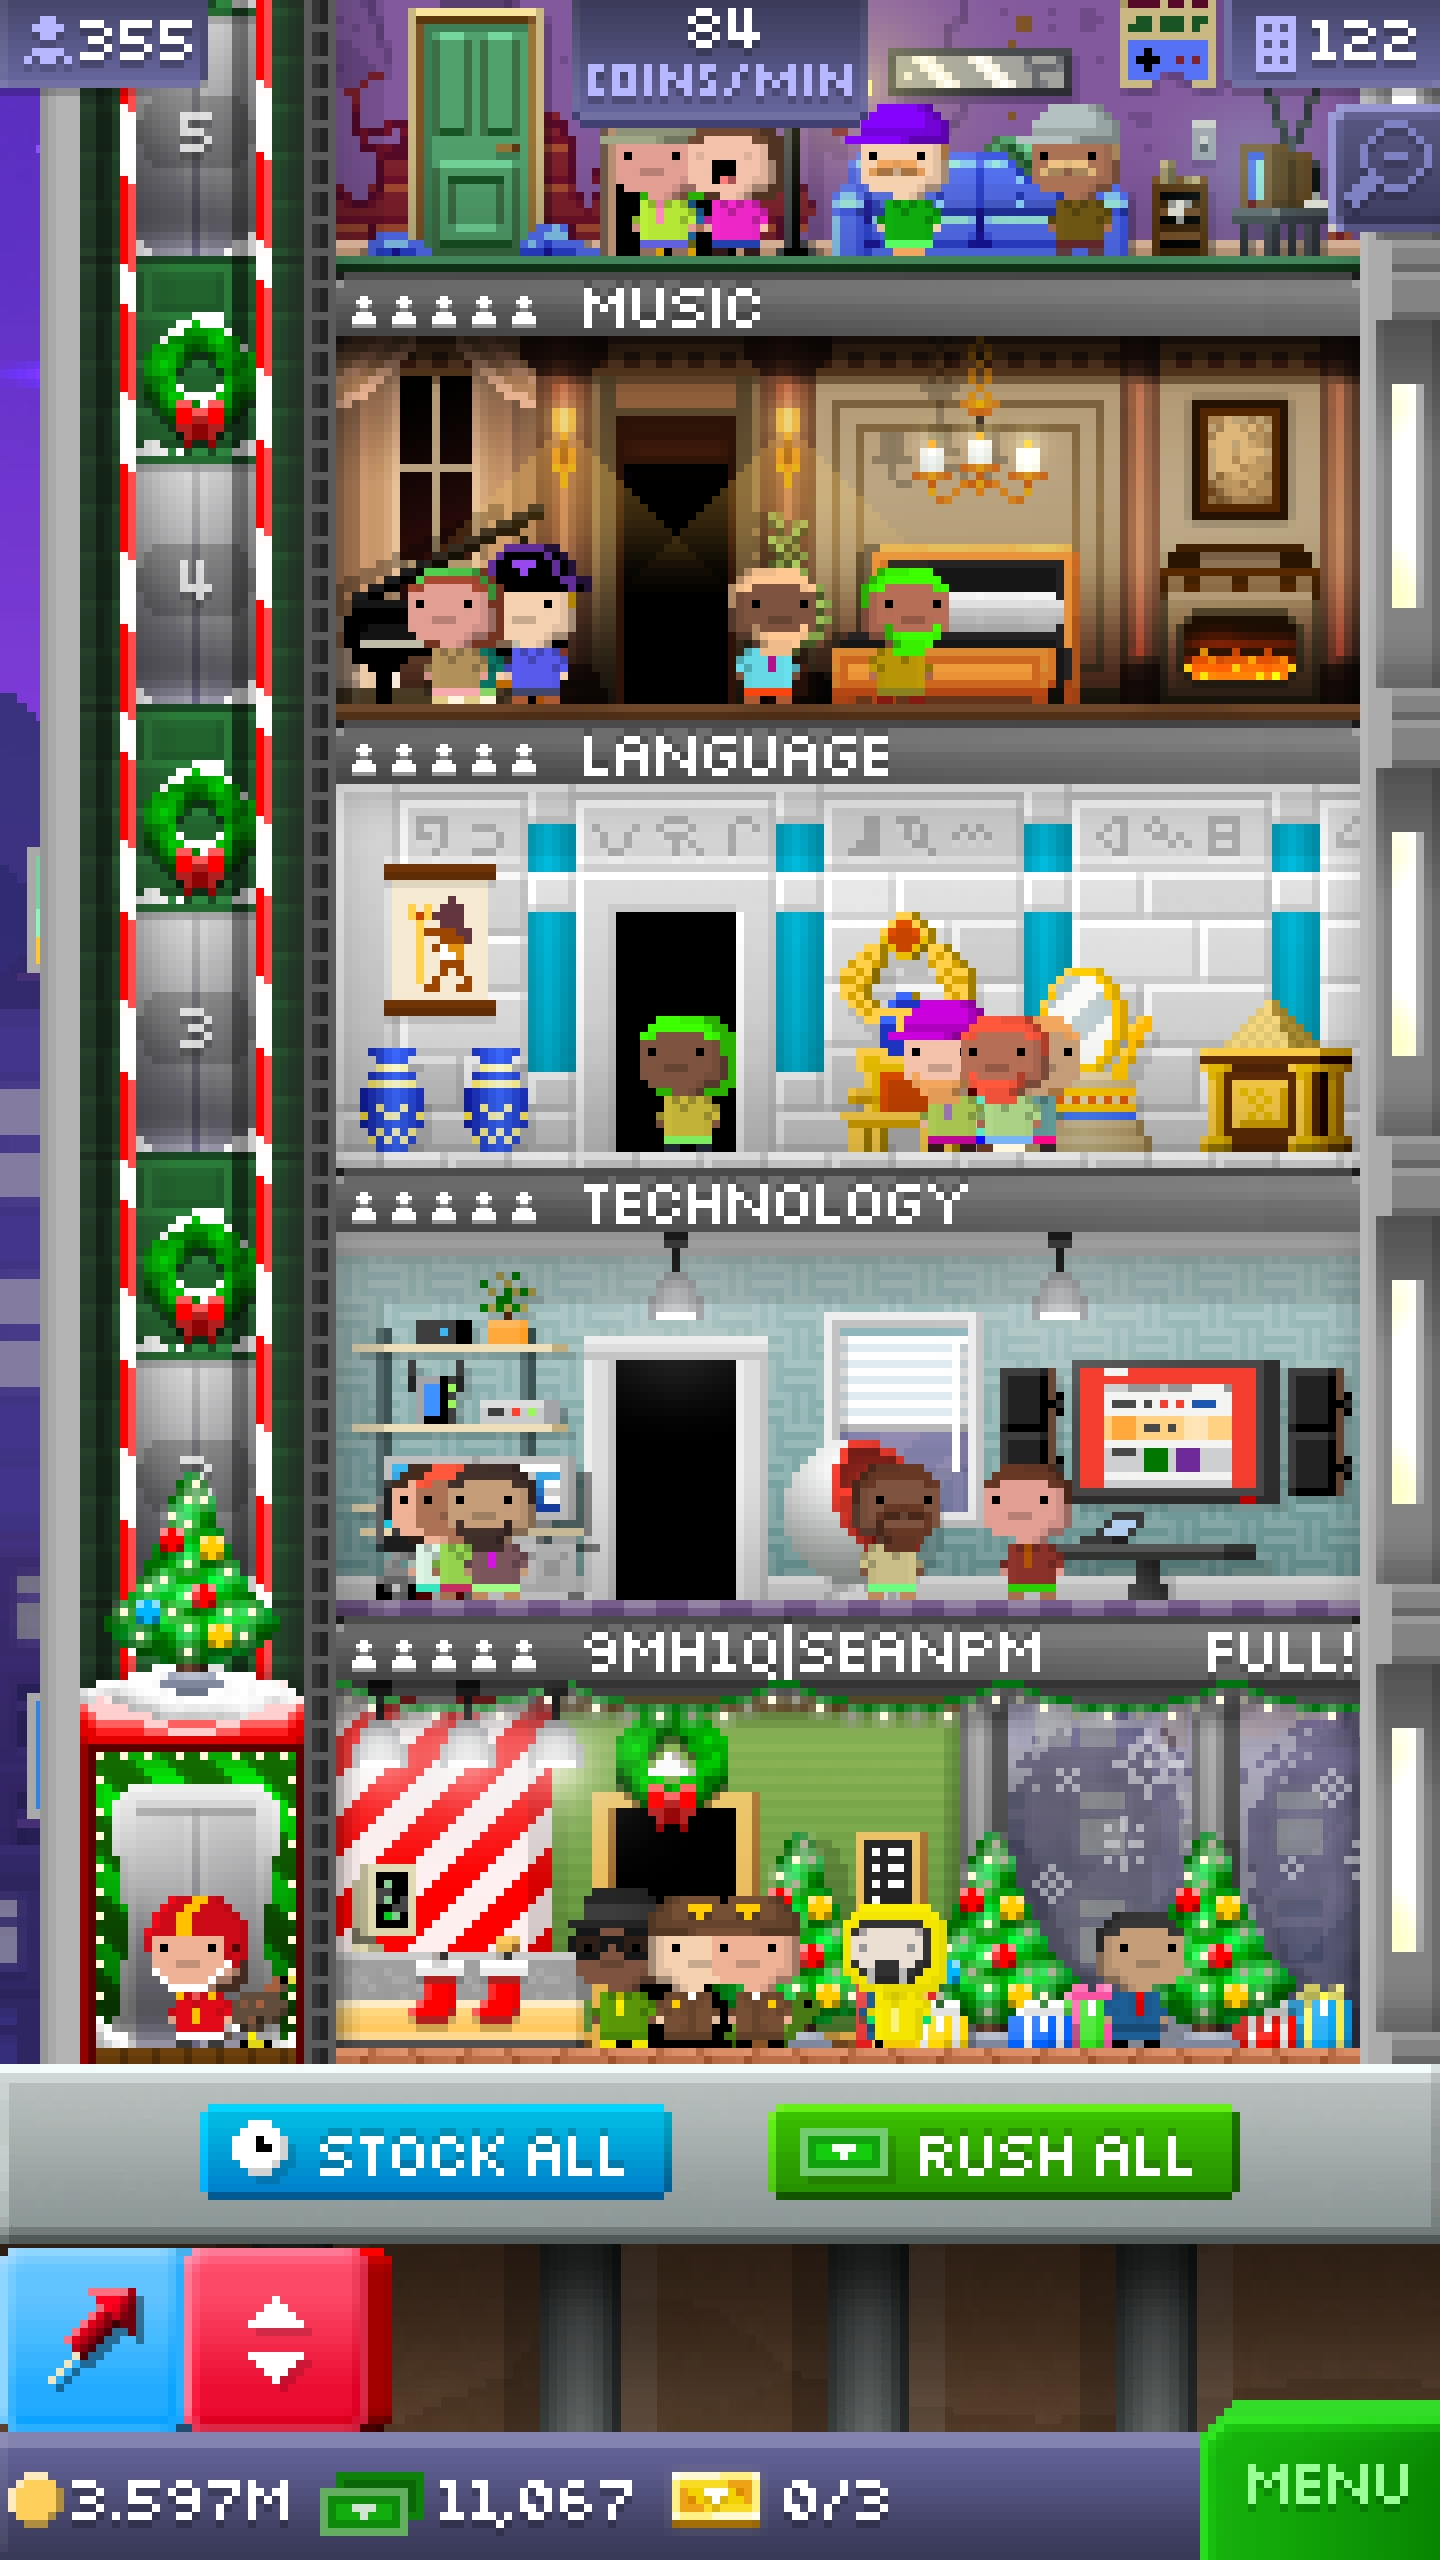 355
84
COINS/MIN
122
5
MUSIC
4
LANGUAGE
3
TECHNOLOGY
2
9MH1Q|SEANPM FULL!
STOCK ALL
RUSH ALL
3.597M
11,067
0/3
MENU